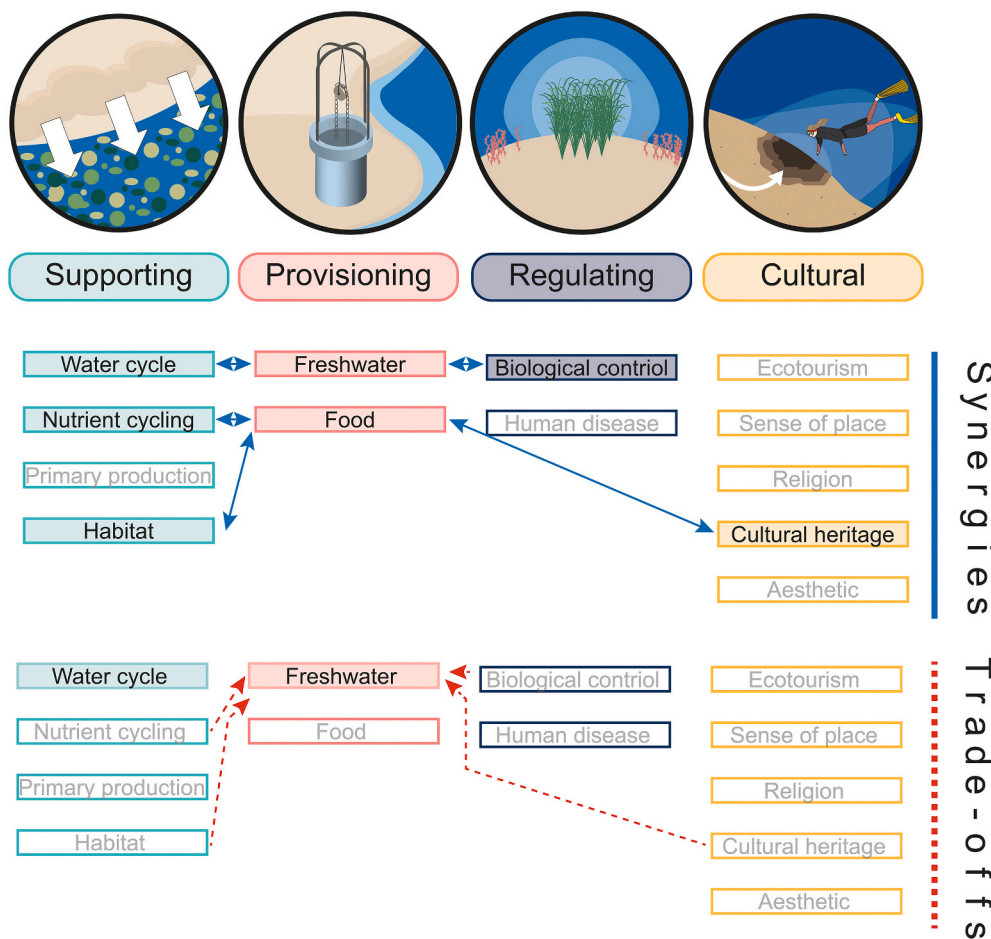 Supporting
Provisioning
Regulating
Cultural
Water cycle
Freshwater
Biological contriol
Ecotourism
Nutrient cycling
Food
Human disease
Sense of place
Primary production
Religion
Habitat
Cultural heritage
Aesthetic
Synergies
Water cycle
Freshwater
Biological contriol
Ecotourism
Nutrient cycling
Food
Human disease
Sense of place
Primary production
Religion
Habitat
Cultural heritage
Aesthetic
Trade-offs